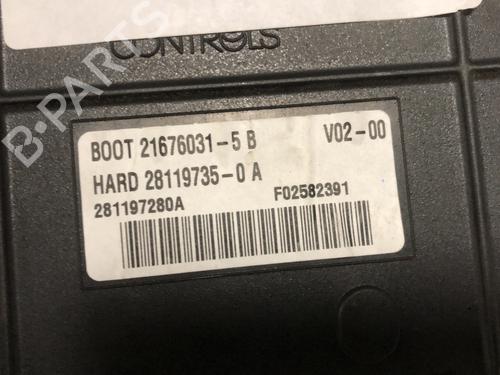 CONTROLS
BOOT 21676031-5 B V02-00
HARD 28119735-0 A
281197280A F02582391
B-PARTS